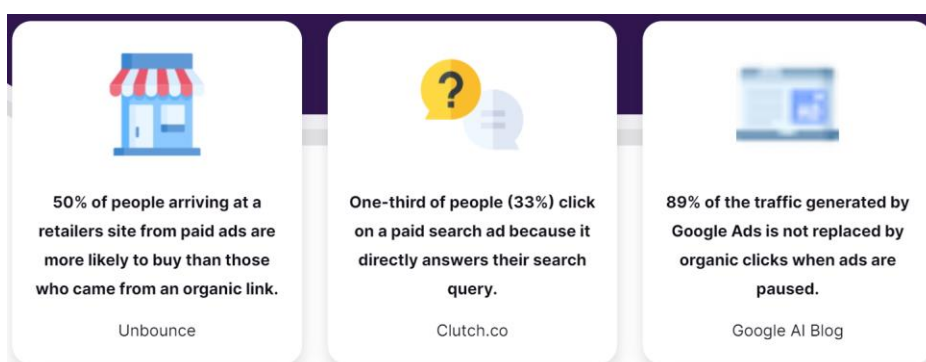 50% of people arriving at a
retailers site from paid ads are
more likely to buy than those
who came from an organic link.
Unbounce
One-third of people (33%) click
on a paid search ad because it
directly answers their search
query.
Clutch.co
89% of the traffic generated by
Google Ads is not replaced by
organic clicks when ads are
paused.
Google AI Blog